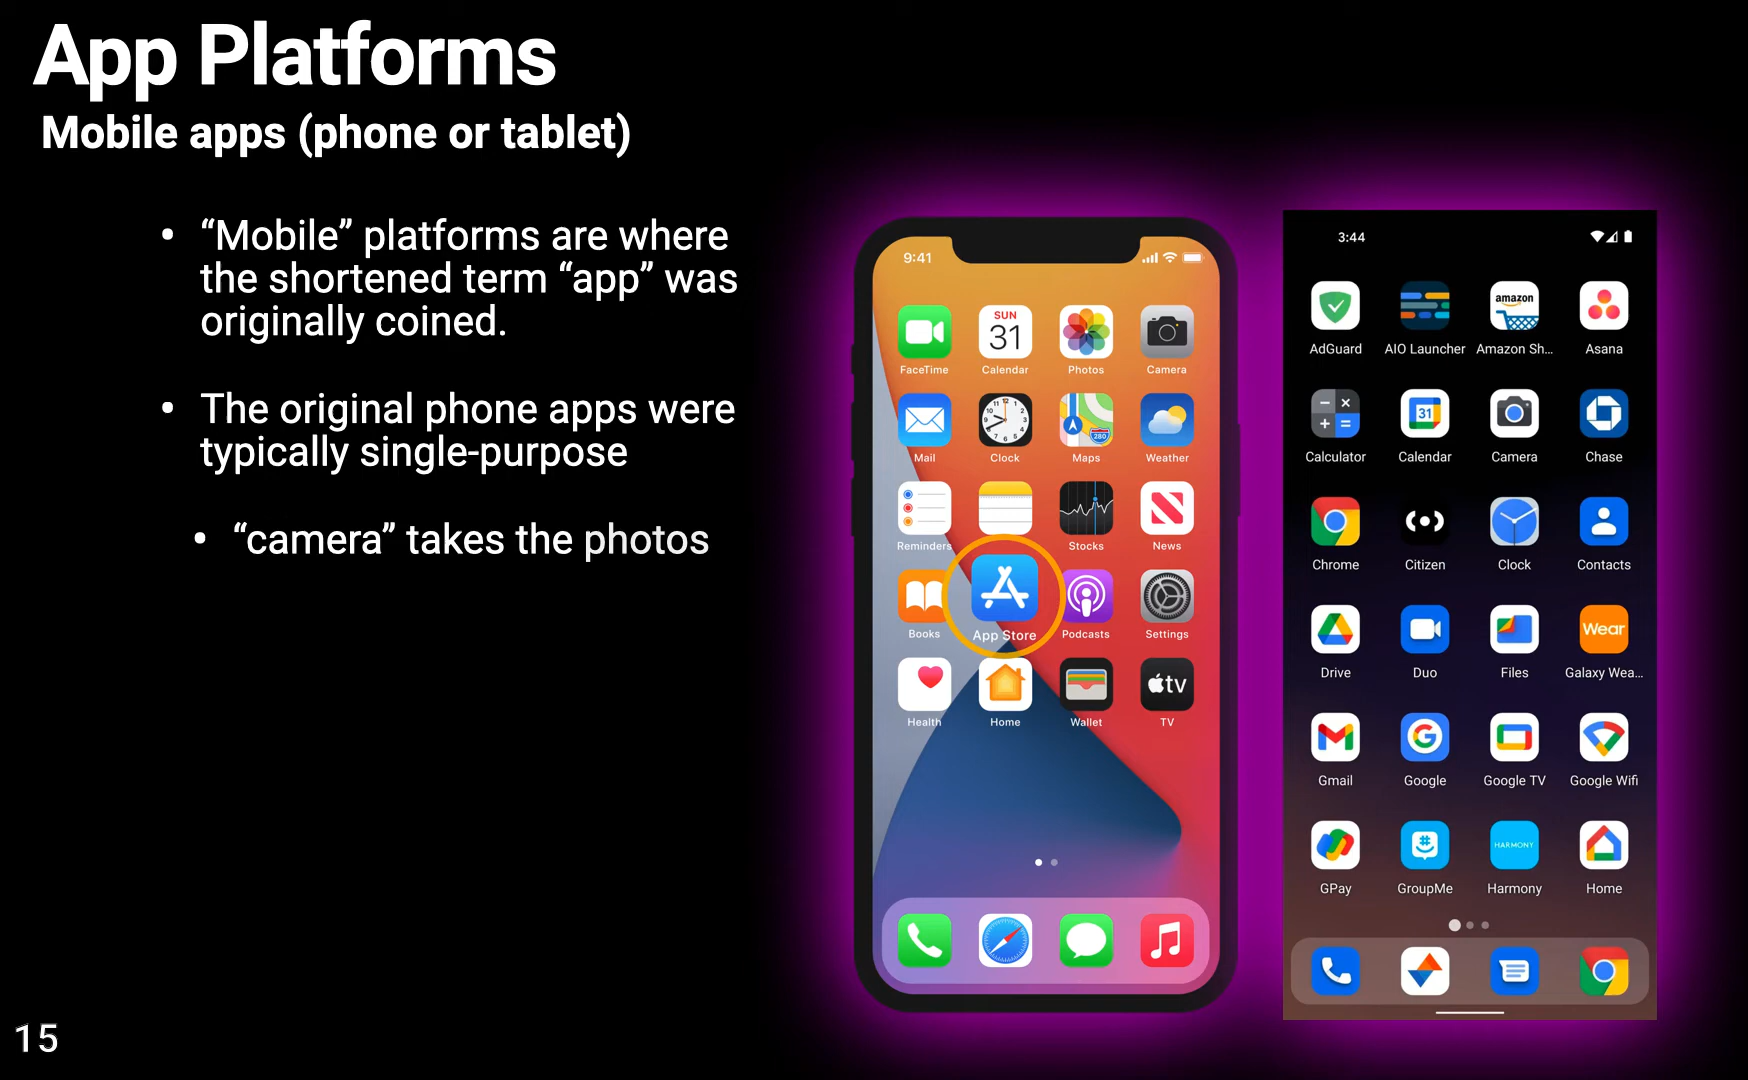 App Platforms
Mobile apps (phone or tablet)
• “Mobile” platforms are where
the shortened term “app” was
originally coined.
• The original phone apps were
typically single-purpose
• “camera” takes the photos
15
9:41
SUN
31
FaceTime Calendar Photos Camera
280
Mail Clock Maps Weather
Reminders Stocks News
Books App Store Podcasts Settings
tv
Health Home Wallet TV
3:44
amazon
AdGuard AIO Launcher Amazon Sh... Asana
31
Calculator Calendar Camera Chase
Chrome Citizen Clock Contacts
Wear
Drive Duo Files Galaxy Wea...
Gmail Google Google TV Google Wifi
HARMONY
GPay GroupMe Harmony Home